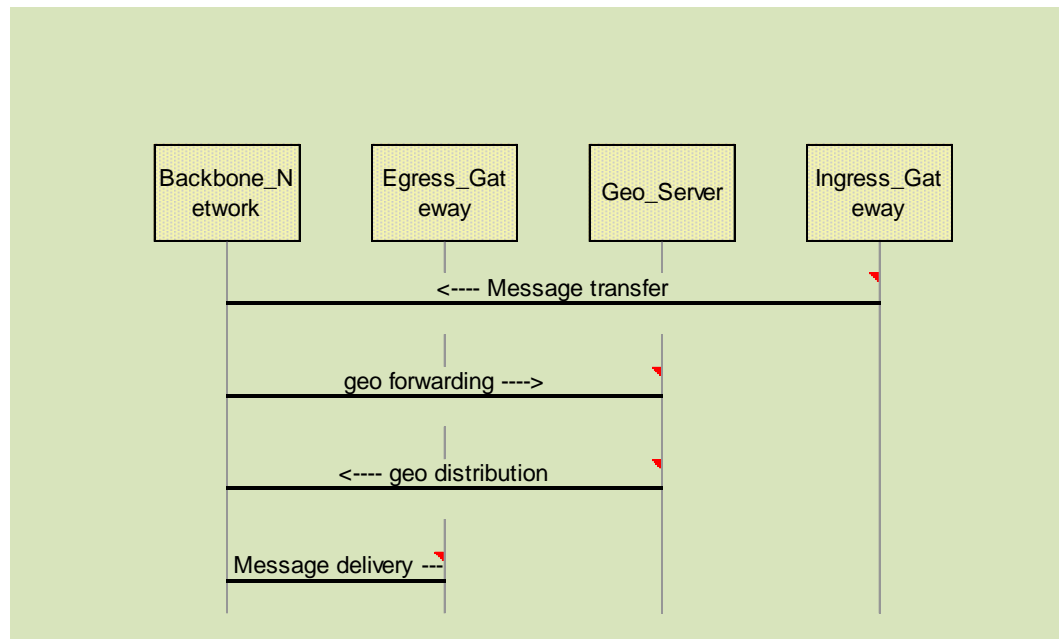 Backbone_N
etwork
Egress_Gat
eway
Geo_Server
Ingress_Gat
eway
<---- Message transfer
geo forwarding ---->
<---- geo distribution
Message delivery ---